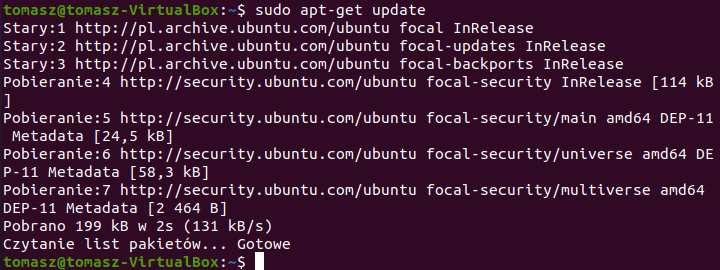 tomasz@tomasz-VirtualBox:~$ sudo apt-get update
Stary:1 http://pl.archive.ubuntu.com/ubuntu focal InRelease
Stary:2 http://pl.archive.ubuntu.com/ubuntu focal-updates InRelease
Stary:3 http://pl.archive.ubuntu.com/ubuntu focal-backports InRelease
Pobieranie:4 http://security.ubuntu.com/ubuntu focal-security InRelease [114 kB
]
Pobieranie:5 http://security.ubuntu.com/ubuntu focal-security/main amd64 DEP-11
 Metadata [24,5 kB]
Pobieranie:6 http://security.ubuntu.com/ubuntu focal-security/universe amd64 DE
P-11 Metadata [58,3 kB]
Pobieranie:7 http://security.ubuntu.com/ubuntu focal-security/multiverse amd64
DEP-11 Metadata [2 464 B]
Pobrano 199 kB w 2s (131 kB/s)
Czytanie list pakietów... Gotowe
tomasz@tomasz-VirtualBox:~$